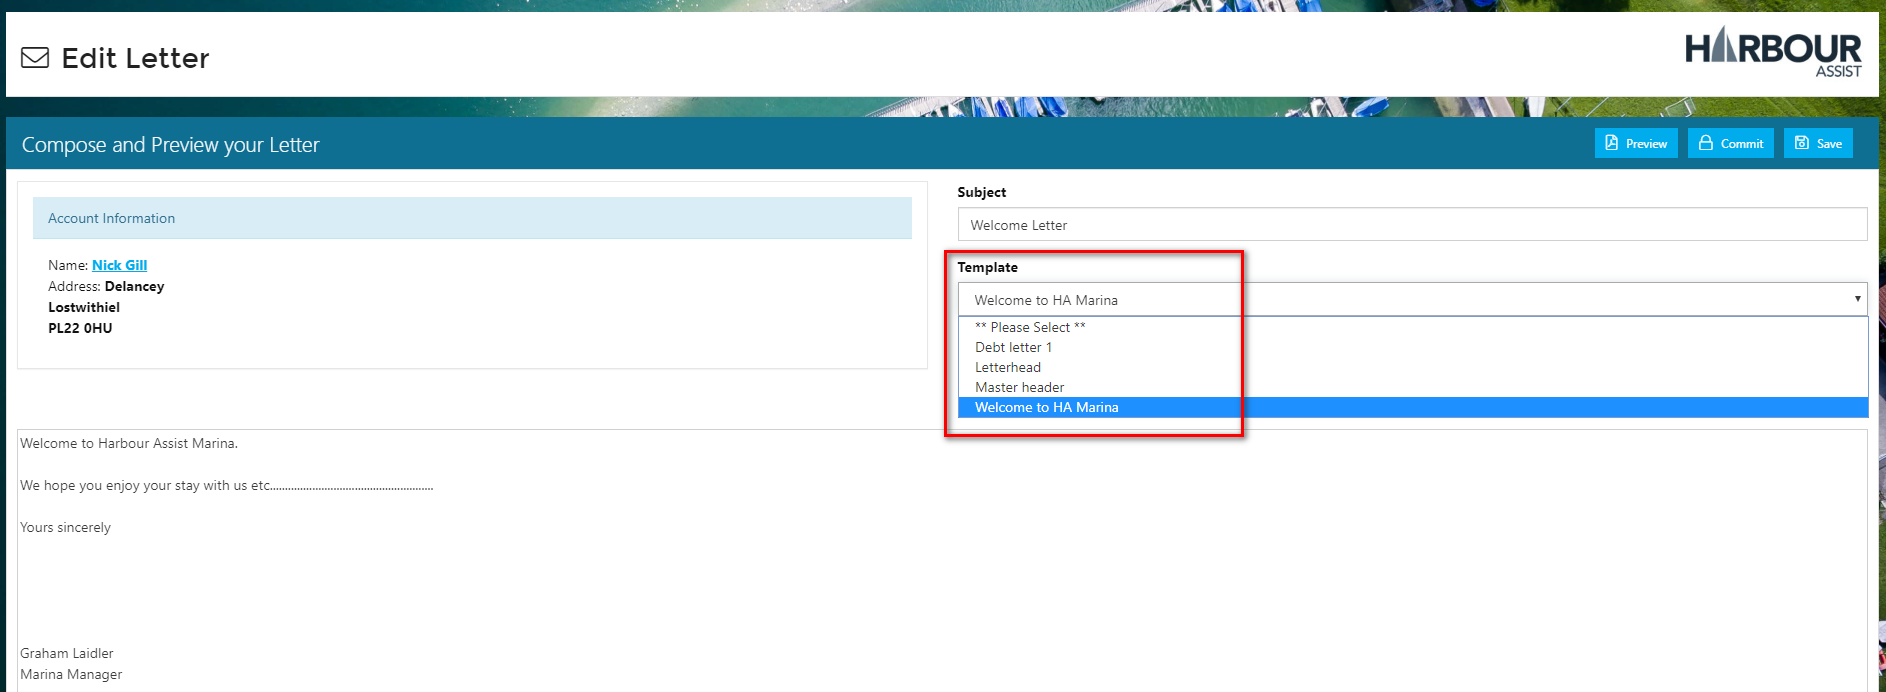 Edit Letter
HARBOUR
ASSIST
Compose and Preview your Letter
Preview
Commit
Save
Account Information
Name: Nick Gill
Address: Delancey
Lostwithiel
PL22 0HU
Subject
Welcome Letter
Template
Welcome to HA Marina
** Please Select **
Debt letter 1
Letterhead
Master header
Welcome to HA Marina
Welcome to Harbour Assist Marina.
We hope you enjoy your stay with us etc......................................................
Yours sincerely
Graham Laidler
Marina Manager